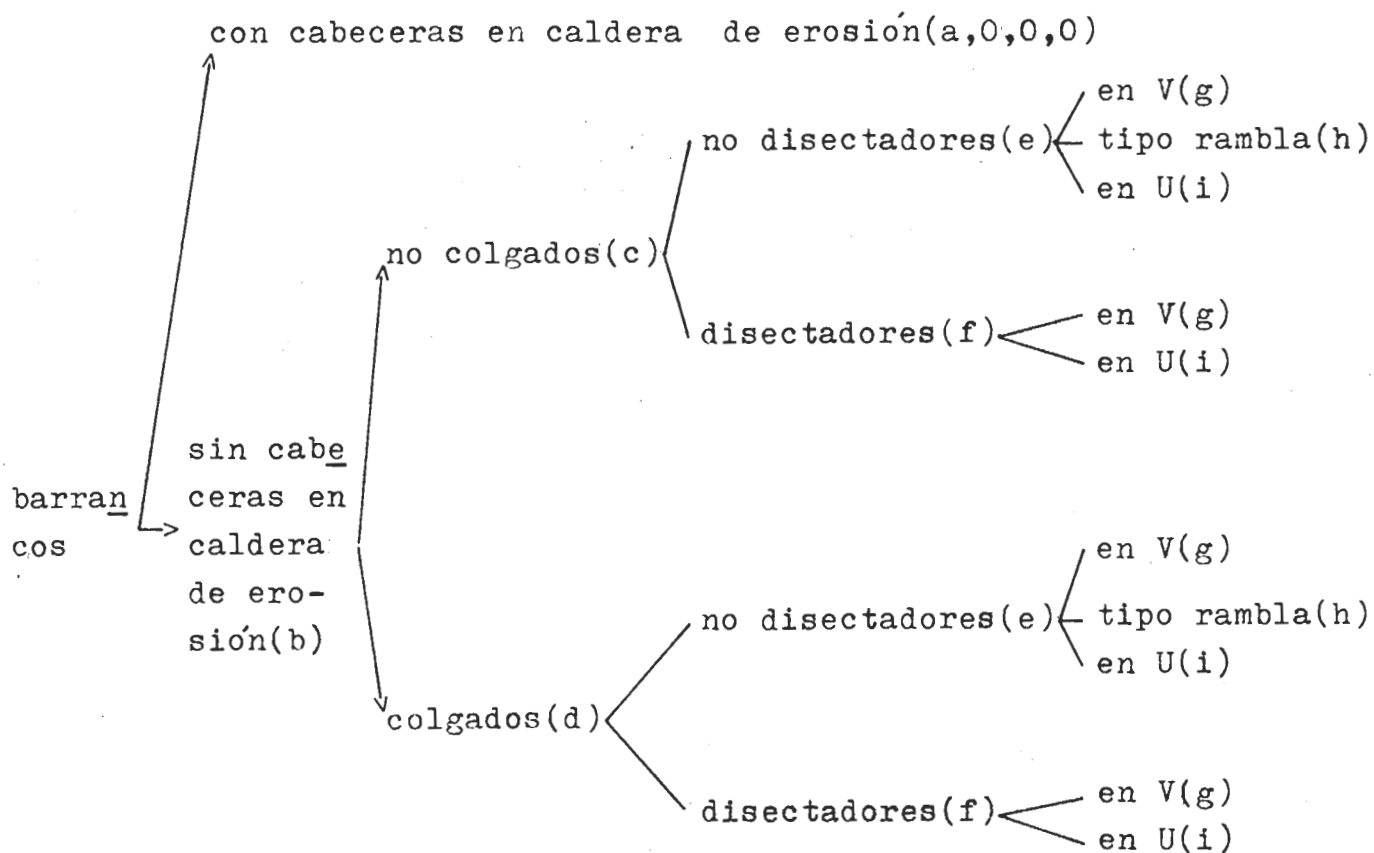 con cabeceras en caldera de erosión(a,0,0,0)
en V(g)
no disectadores(e)
tipo rambla(h)
en U(i)
no colgados(c)
en V(g)
disectadores(f)
en U(i)
barran
cos
sin cabe
ceras en
caldera
de ero-
sión(b)
en V(g)
no disectadores(e)
tipo rambla(h)
en U(i)
colgados(d)
en V(g)
disectadores(f)
en U(i)